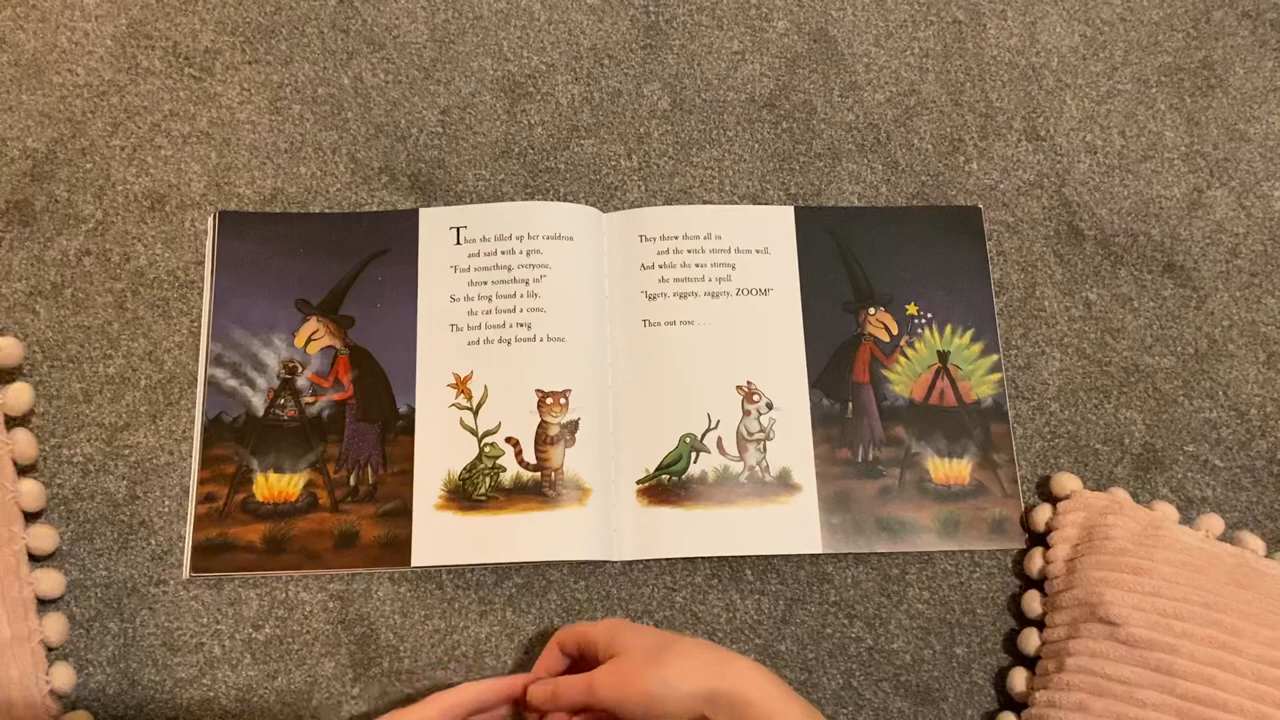 Then she filled up her cauldron
and said with a grin,
"Find something, everyone,
throw something in!"
So the frog found a lily,
the cat found a cone,
The bird found a twig
and the dog found a bone.
They threw them all in
and the witch stirred them well,
And while she was stirring
she muttered a spell.
"Iggety, ziggety, zaggety, ZOOM!"
Then out rose . . .